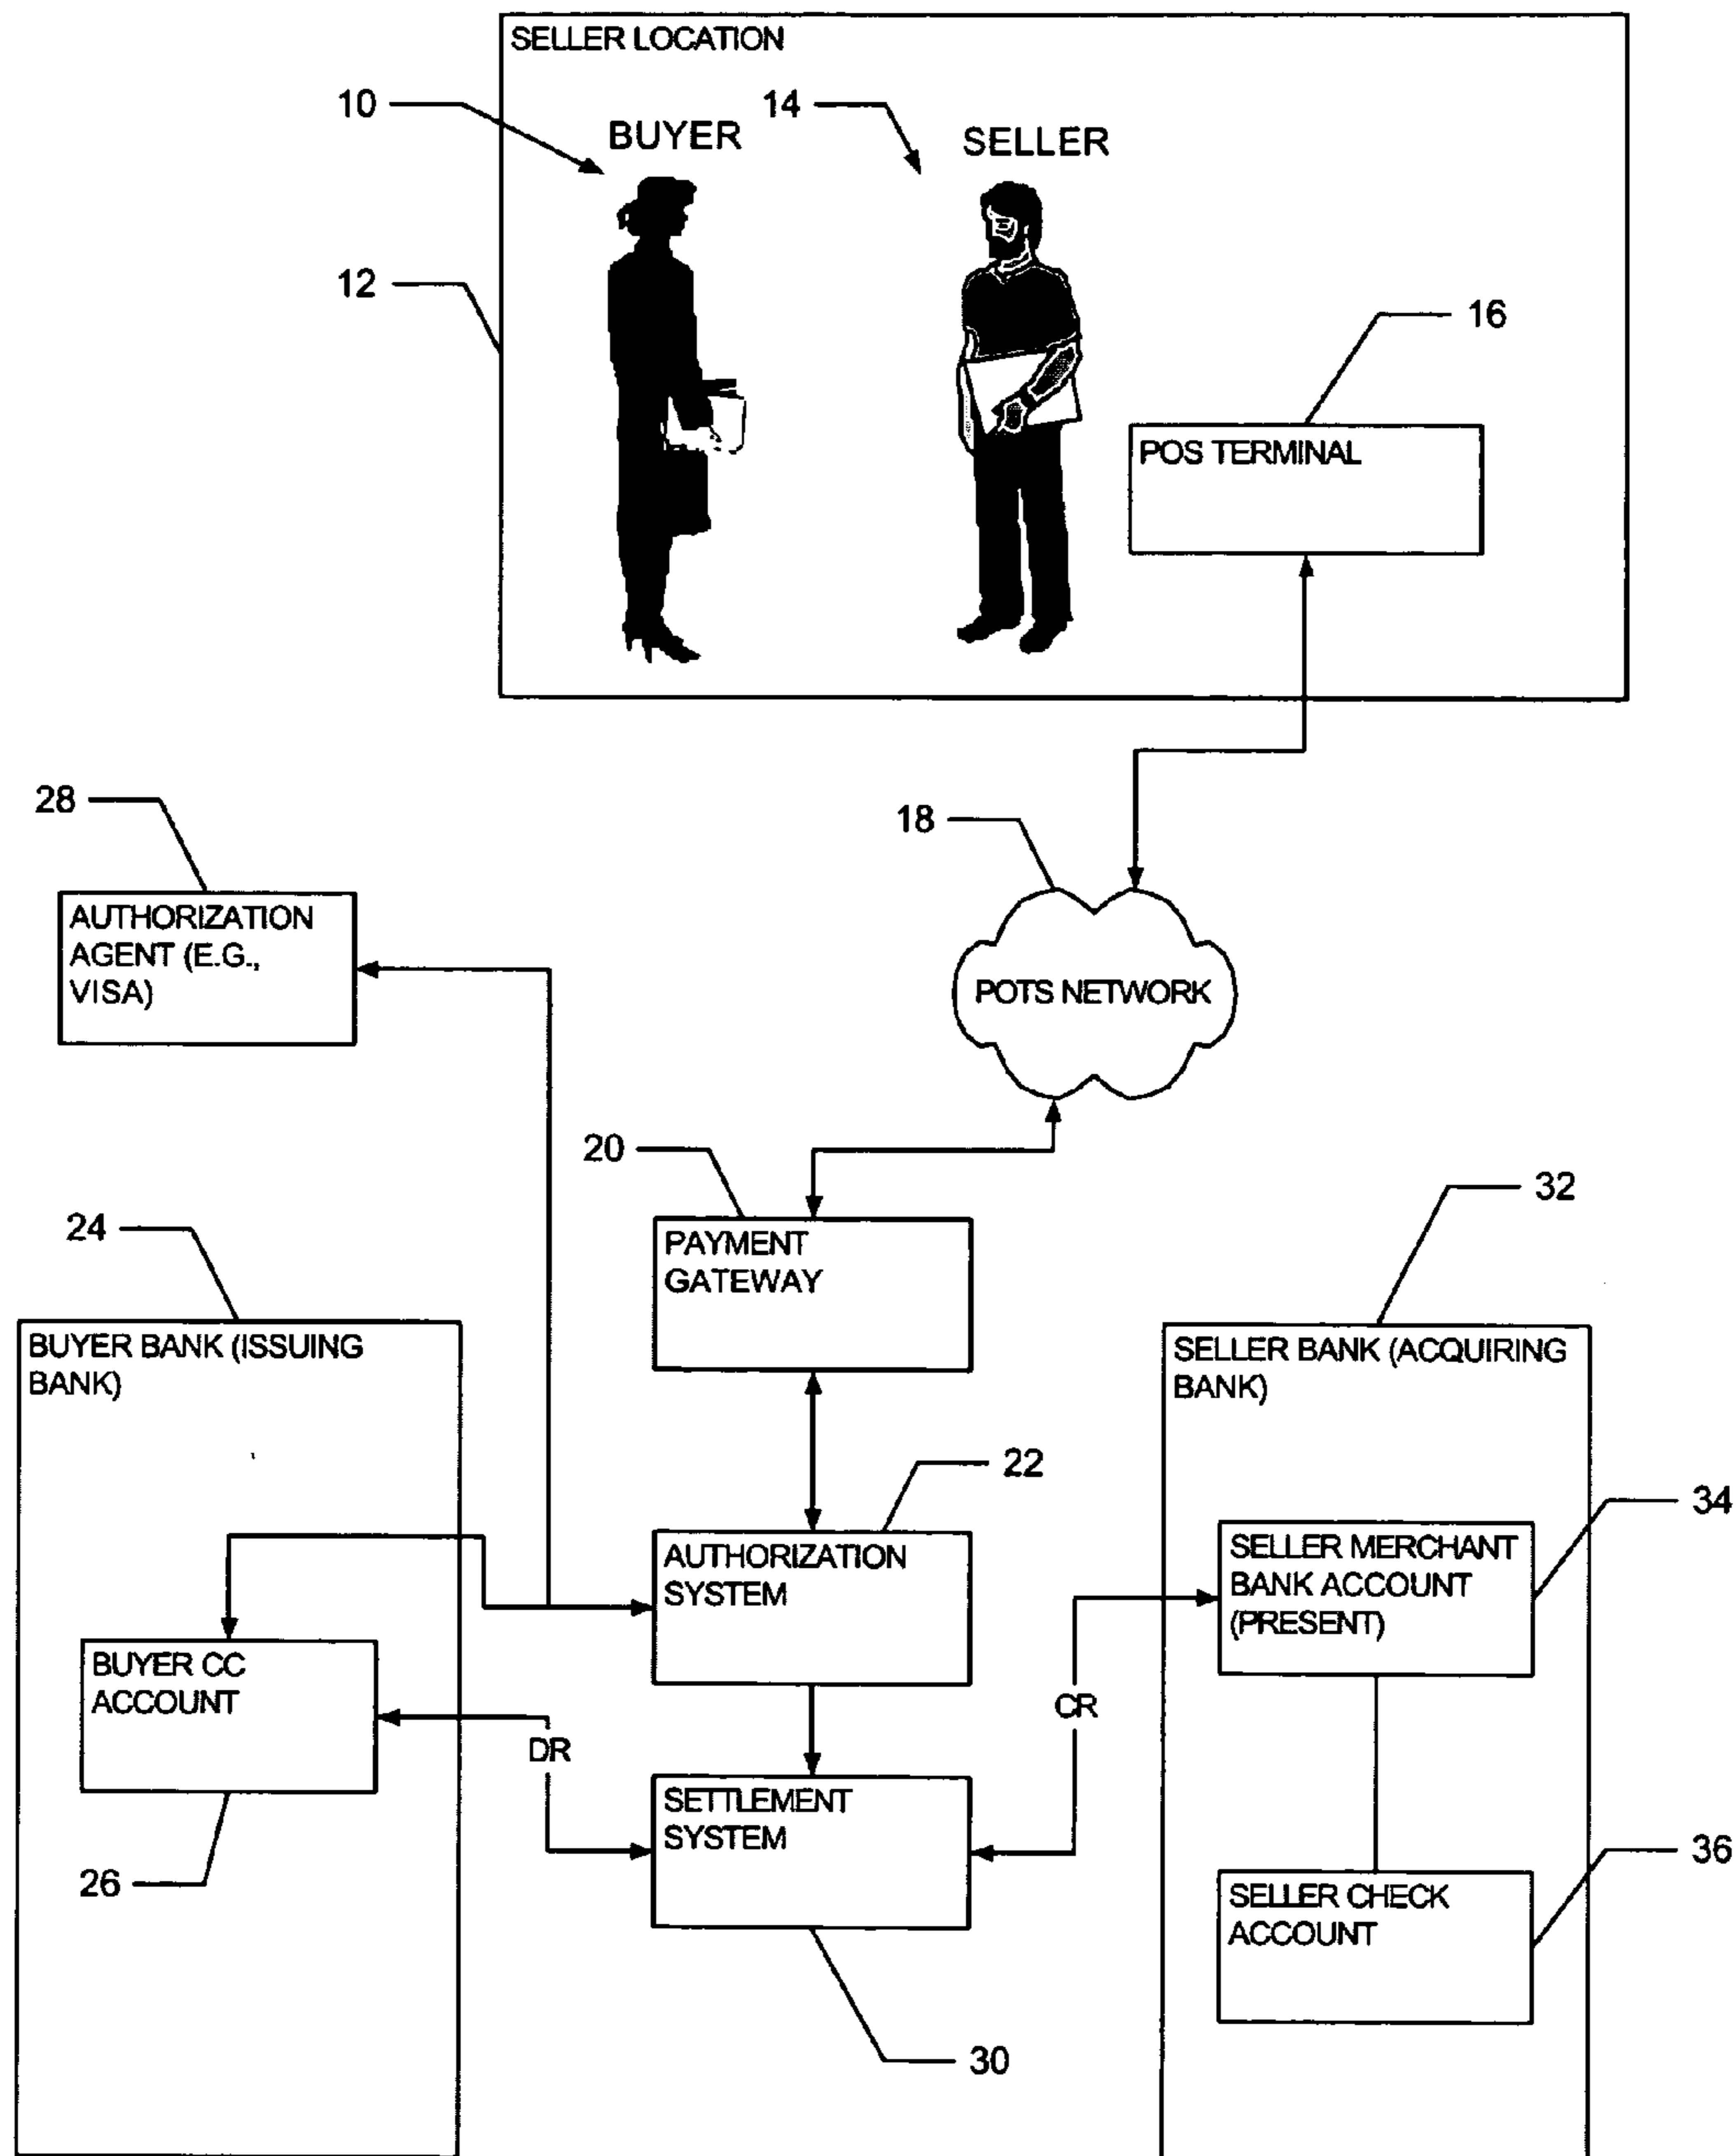 SELLER LOCATION
10
BUYER
14
SELLER
12
16
POS TERMINAL
28
18
AUTHORIZATION
AGENT (E.G.,
VISA)
POTS NETWORK
20
32
24
PAYMENT
GATEWAY
BUYER BANK (ISSUING
BANK)
SELLER BANK (ACQUIRING
BANK)
22
34
AUTHORIZATION
SYSTEM
SELLER MERCHANT
BANK ACCOUNT
(PRESENT)
BUYER CC
ACCOUNT
CR
DR
SETTLEMENT
SYSTEM
36
26
SELLER CHECK
ACCOUNT
30